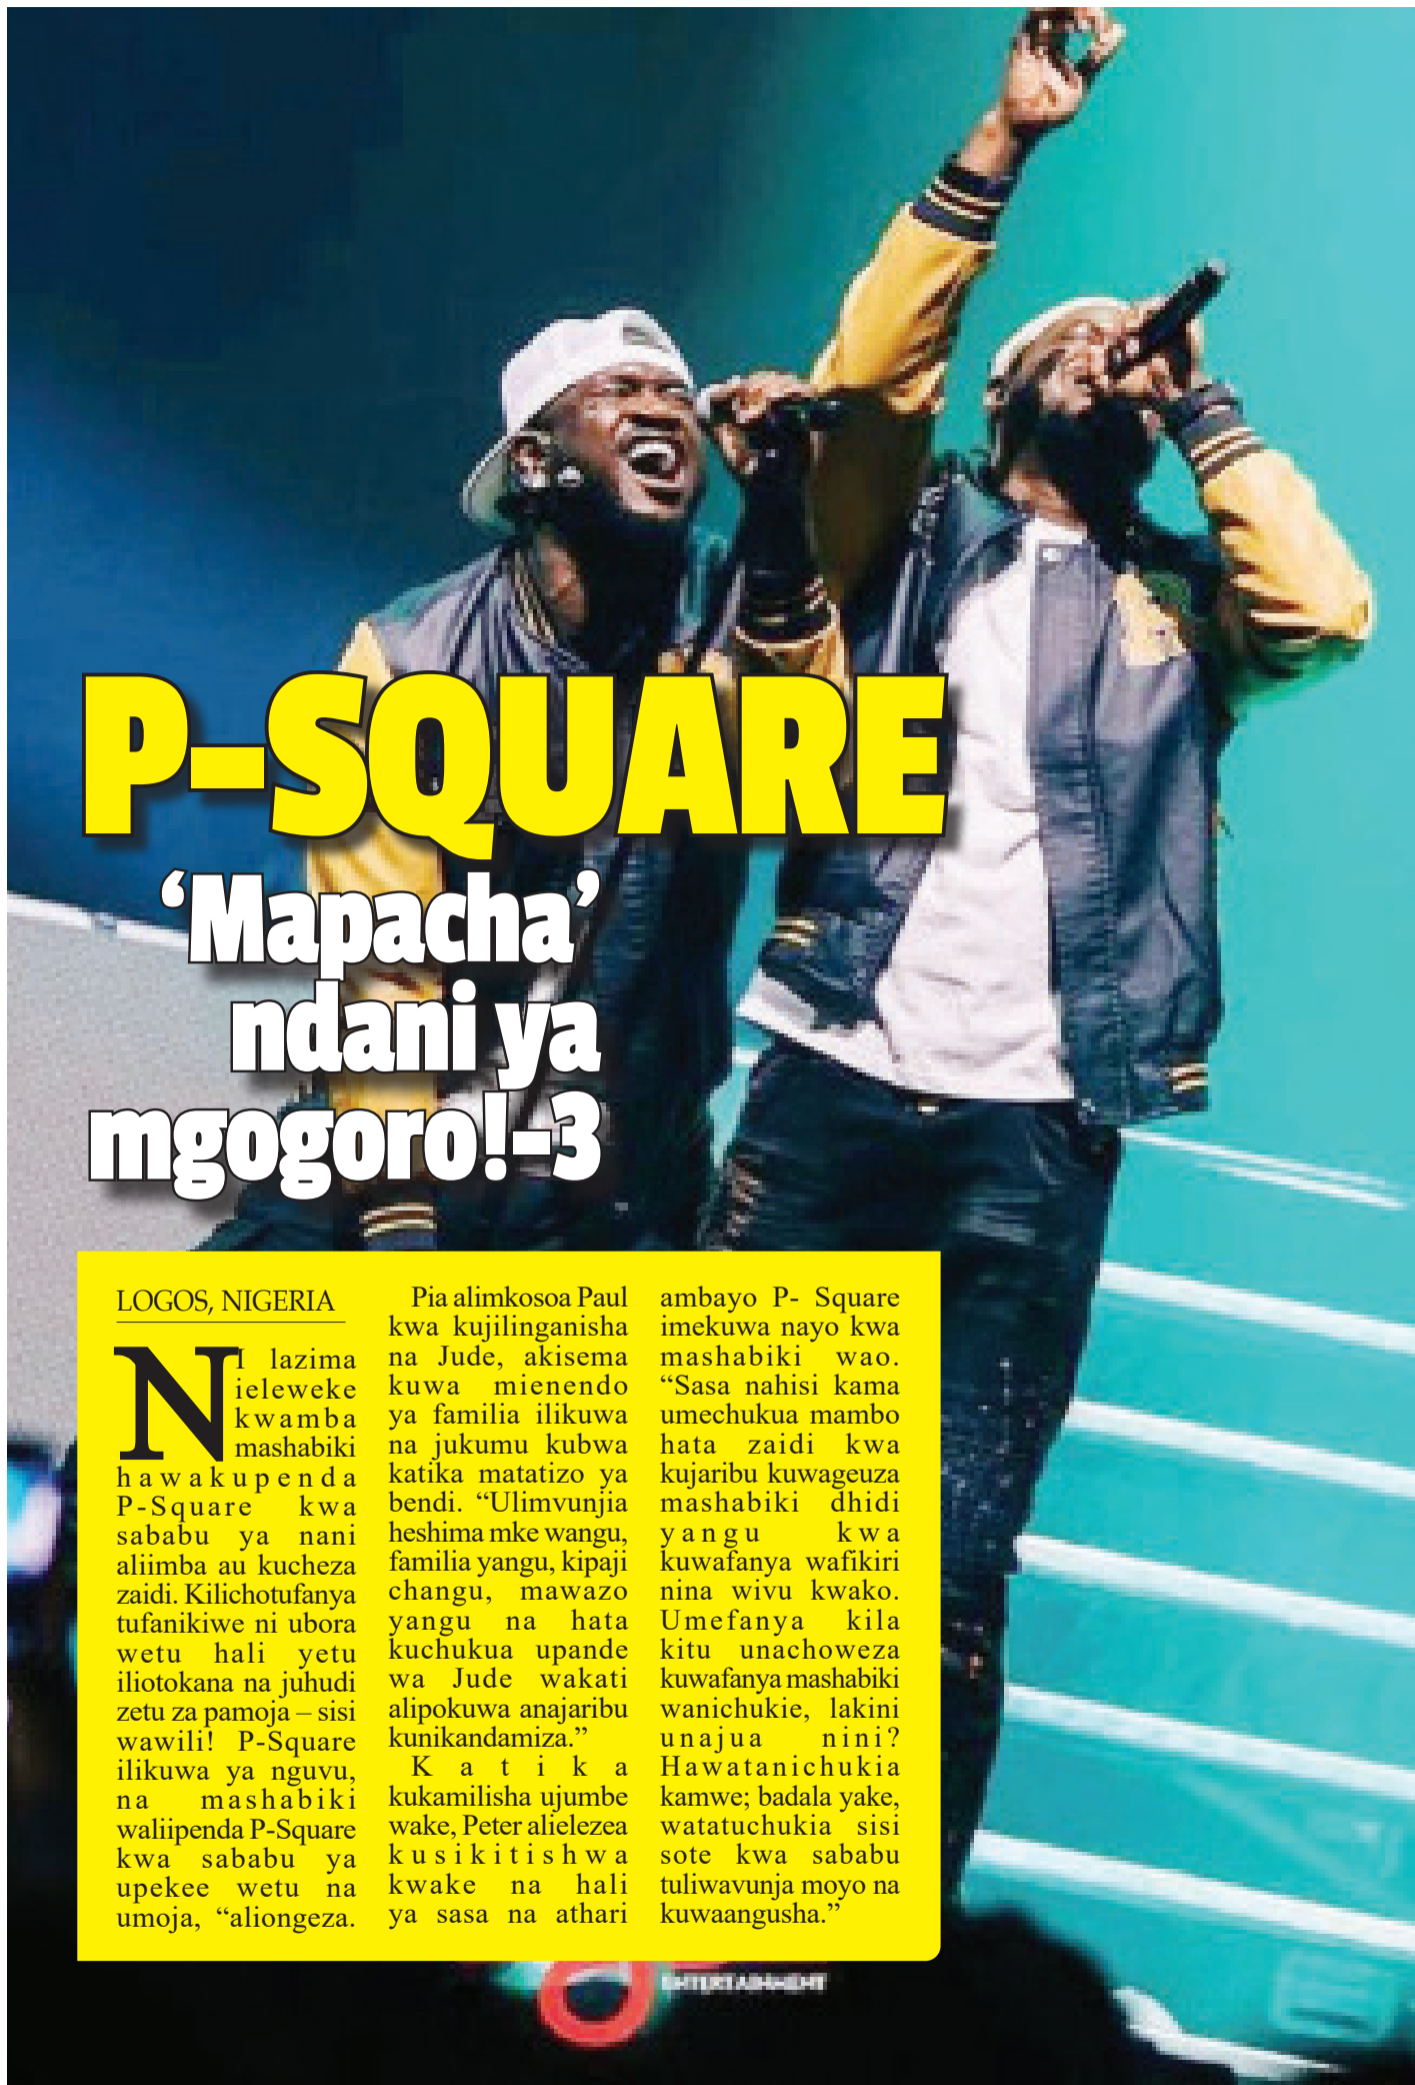 P-SQUARE
‘Mapacha’
ndani ya
mgogoro!-3
LOGOS, NIGERIA
NI lazima
ieleweke
kwamba
mashabiki
hawakupenda
P-Square kwa
sababu ya nani
aliimba au kucheza
zaidi. Kilichotufanya
tufanikiwe ni ubora
wetu hali yetu
iliotokana na juhudi
zetu za pamoja – sisi
wawili! P-Square
ilikuwa ya nguvu,
na mashabiki
waliipenda P-Square
kwa sababu ya
upekee wetu na
umoja, “aliongeza.
Pia alimkosoa Paul
kwa kujilinganisha
na Jude, akisema
kuwa mienendo
ya familia ilikuwa
na jukumu kubwa
katika matatizo ya
bendi. “Ulimvunjia
heshima mke wangu,
familia yangu, kipaji
changu, mawazo
yangu na hata
kuchukua upande
wa Jude wakati
alipokuwa anajaribu
kunikandamiza.”
Katika
kukamilisha ujumbe
wake, Peter alielezea
kusikitishwa
kwake na hali
ya sasa na athari
ambayo P- Square
imekuwa nayo kwa
mashabiki wao.
“Sasa nahisi kama
umechukua mambo
hata zaidi kwa
kujaribu kuwageuza
mashabiki dhidi
yangu kwa
kuwafanya wafikiri
nina wivu kwako.
Umefanya kila
kitu unachoweza
kuwafanya mashabiki
wanichukie, lakini
unajua nini?
Hawatanichukia
kamwe; badala yake,
watatuchukia sisi
sote kwa sababu
tuliwavunja moyo na
kuwaangusha.”
ENTERTAINMENT